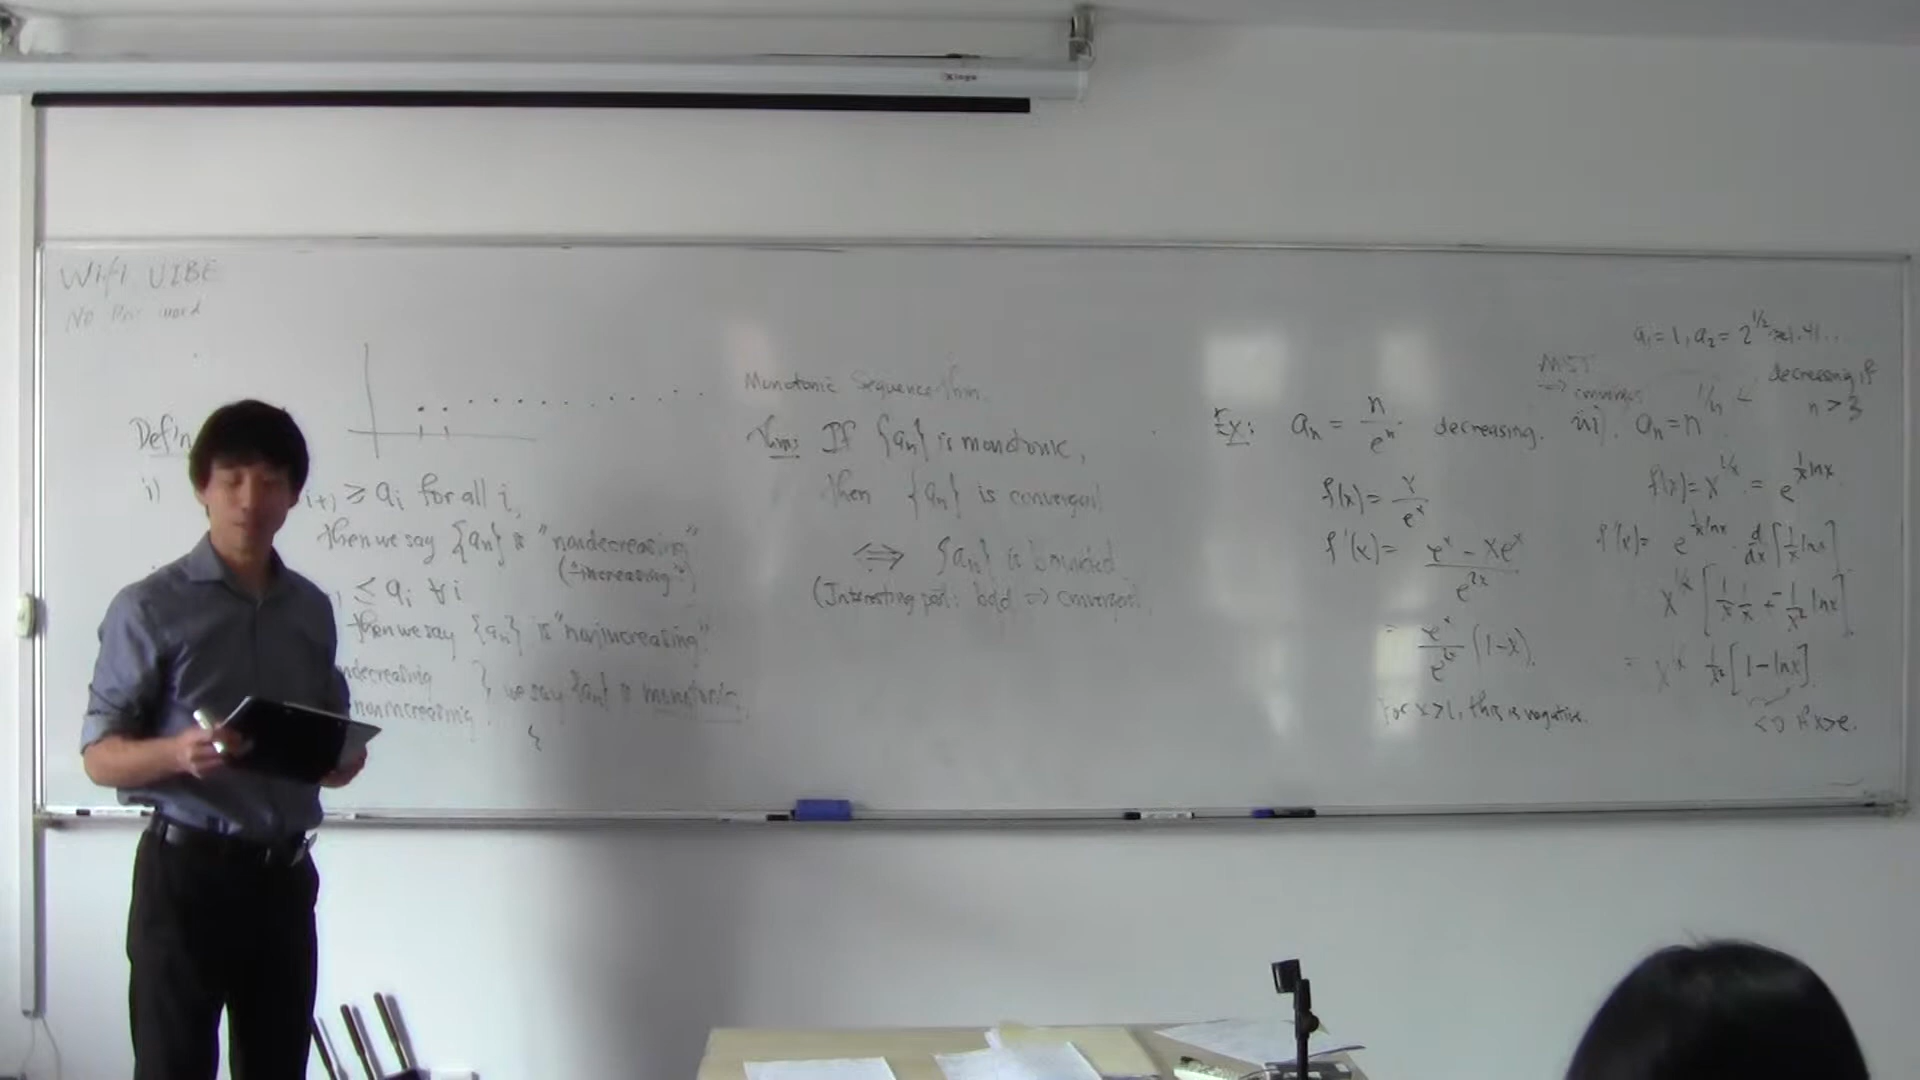 WiFi UIBE
No Password
Def'n
i)
i+1 ≥ a_i for all i,
then we say {a_n} is "nondecreasing"
("increasing")
≤ a_i ∀i
then we say {a_n} is "nonincreasing".
ndecreasing } we say {a_n} is monotonic.
nonincreasing
Monotonic Sequence Thm.
Thm: If {a_n} is monotonic,
then {a_n} is convergent
⟺ {a_n} is bounded
(Interesting part: bdd ⇒ convergent)
Ex: a_n = n/e^n decreasing.
f(x) = x/e^x
f'(x) = (e^x - xe^x)/e^{2x}
= e^x/e^{2x} (1-x).
for x>1, this is negative.
a_1 = 1, a_2 = 2^{1/2} ≈ 1.41...
MST ⇒ converges
decreasing if n > 3
ii). a_n = n^{1/n}
f(x) = x^{1/x} = e^{1/x ln x}
f'(x) = e^{1/x ln x} · d/dx [1/x ln x]
x^{1/x} [1/x 1/x + -1/x² ln x]
= x^{1/x} 1/x² [1 - ln x]
<0 if x>e.